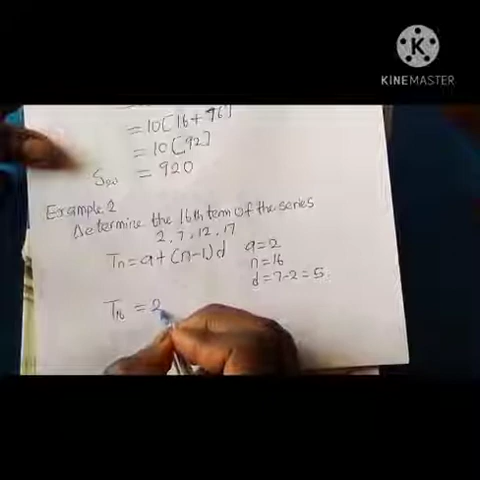 KINEMASTER
= 10[16 + 76]
= 10[92]
S20 = 920
Example 2
Determine the 16th term of the series
2, 7, 12, 17
Tn = a + (n-1)d
a = 2
n = 16
d = 7-2 = 5
T16 = 2